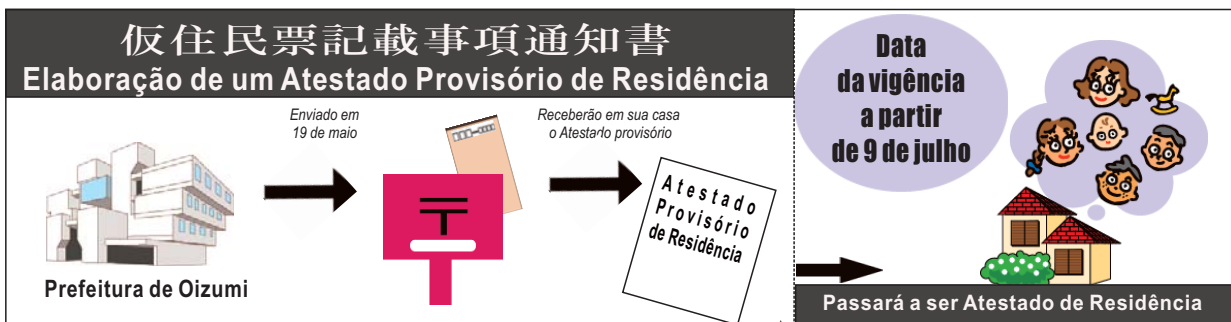 仮住民票記載事項通知書
Elaboração de um Atestado Provisório de Residência
Enviado em
19 de maio
Receberão em sua casa
o Atestado provisório
〒
Atestado
Provisório
de Residência
Prefeitura de Oizumi
Data
da vigência
a partir
de 9 de julho
Passará a ser Atestado de Residência